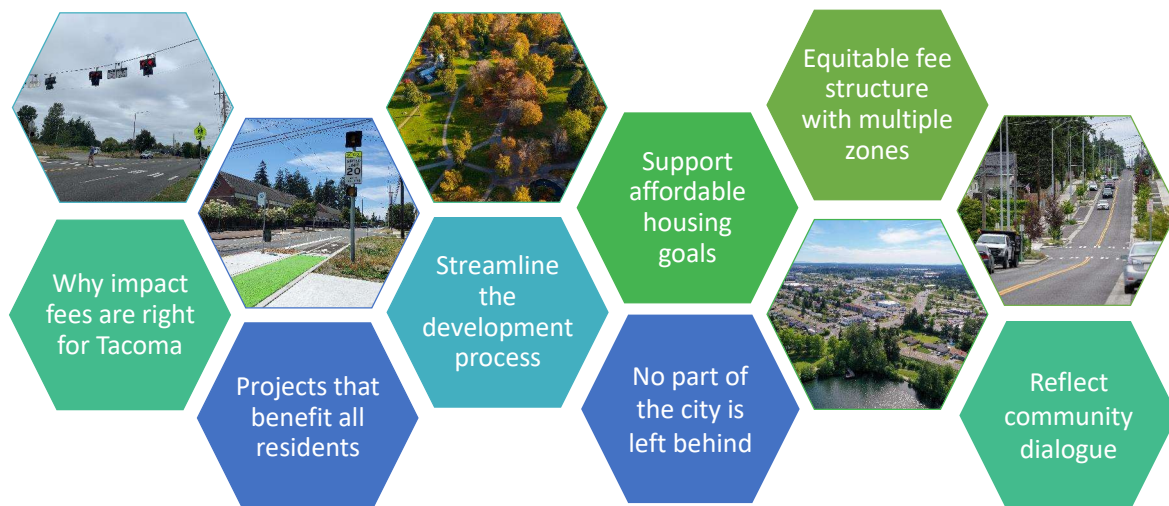 Why impact
fees are right
for Tacoma
Projects that
benefit all
residents
20
Streamline
the
development
process
Support
affordable
housing
goals
No part of
the city is
left behind
Equitable fee
structure
with multiple
zones
Reflect
community
dialogue